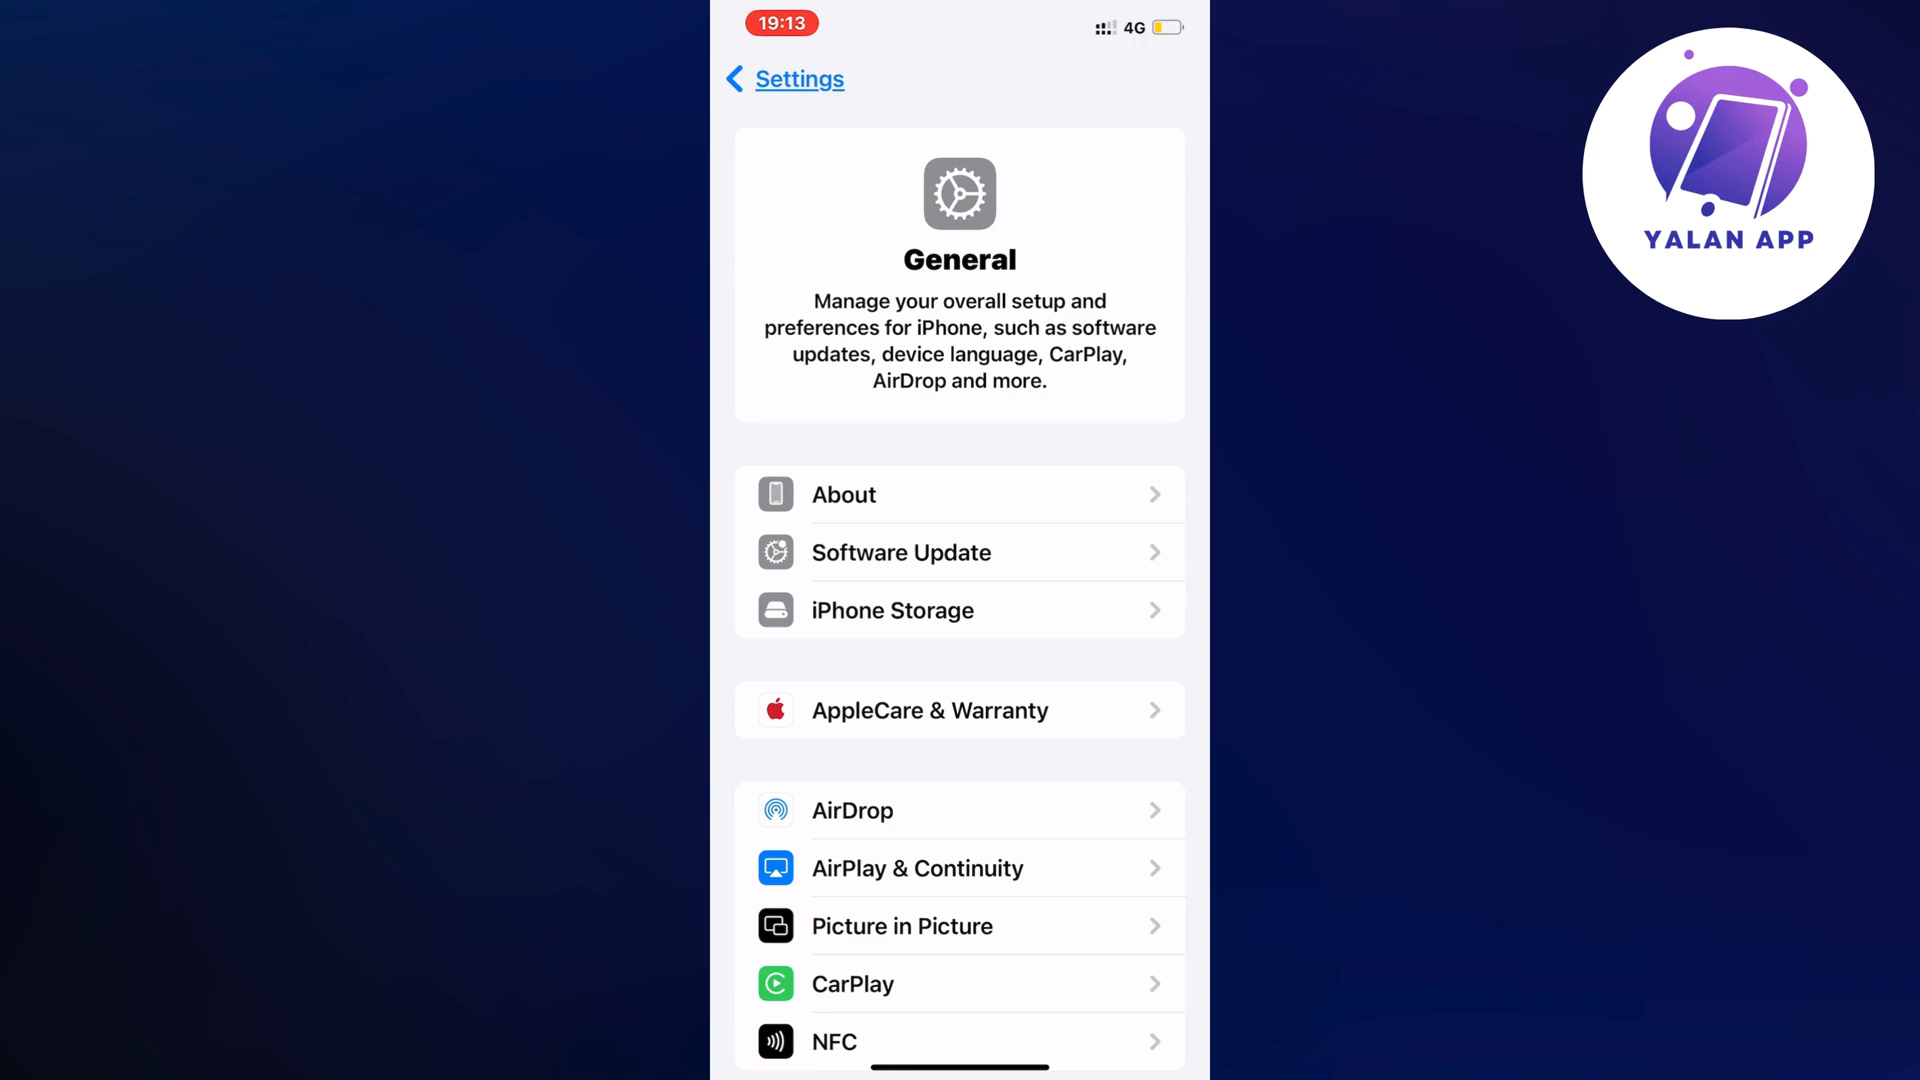 19:13
4G
Settings
General
Manage your overall setup and
preferences for iPhone, such as software
updates, device language, CarPlay,
AirDrop and more.
About
Software Update
iPhone Storage
AppleCare & Warranty
AirDrop
AirPlay & Continuity
Picture in Picture
CarPlay
NFC
YALAN APP